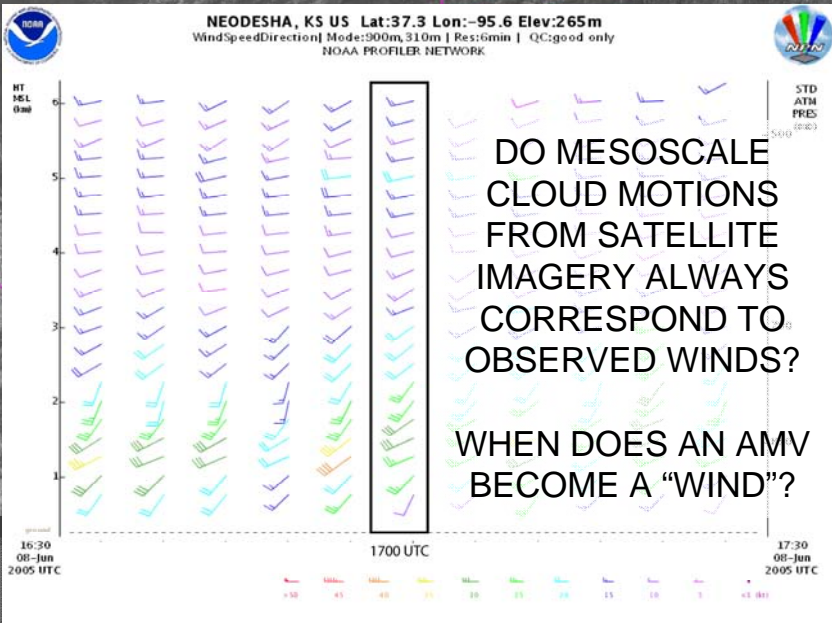 NEODESHA, KS US Lat:37.3 Lon:-95.6 Elev:265m
WindSpeedDirection| Mode:900m,310m | Res:6min | QC:good only
NOAA PROFILER NETWORK
NOAA
NPN
HT
MSL
(km)
STD
ATM
PRES
6
5
4
3
2
1
500
DO MESOSCALE
CLOUD MOTIONS
FROM SATELLITE
IMAGERY ALWAYS
CORRESPOND TO
OBSERVED WINDS?
WHEN DOES AN AMV
BECOME A “WIND”?
ground
16:30
08-Jun
2005 UTC
1700 UTC
17:30
08-Jun
2005 UTC
>50 45 40 35 30 25 20 15 10 5 <3 (kt)